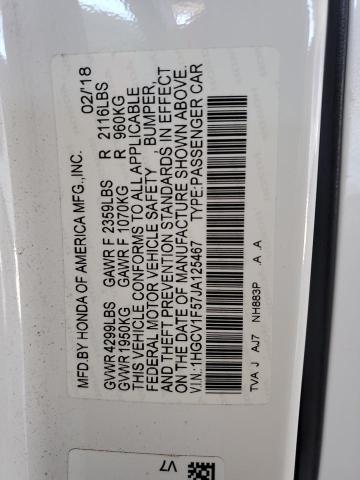 MFD.BY HONDA OF AMERICA MFG.,INC. 02/'18
GVWR 4299LBS GAWR F 2359LBS R 2116LBS
GVWR 1950KG GAWR F 1070KG R 960KG
THIS VEHICLE CONFORMS TO ALL APPLICABLE
FEDERAL MOTOR VEHICLE SAFETY , BUMPER,
AND THEFT PREVENTION STANDARDS IN EFFECT
ON THE DATE OF MANUFACTURE SHOWN ABOVE.
V.I.N.:1HGCV1F57JA125467 TYPE:PASSENGER CAR
TVA J AJ7 NH883P .A .A
V7